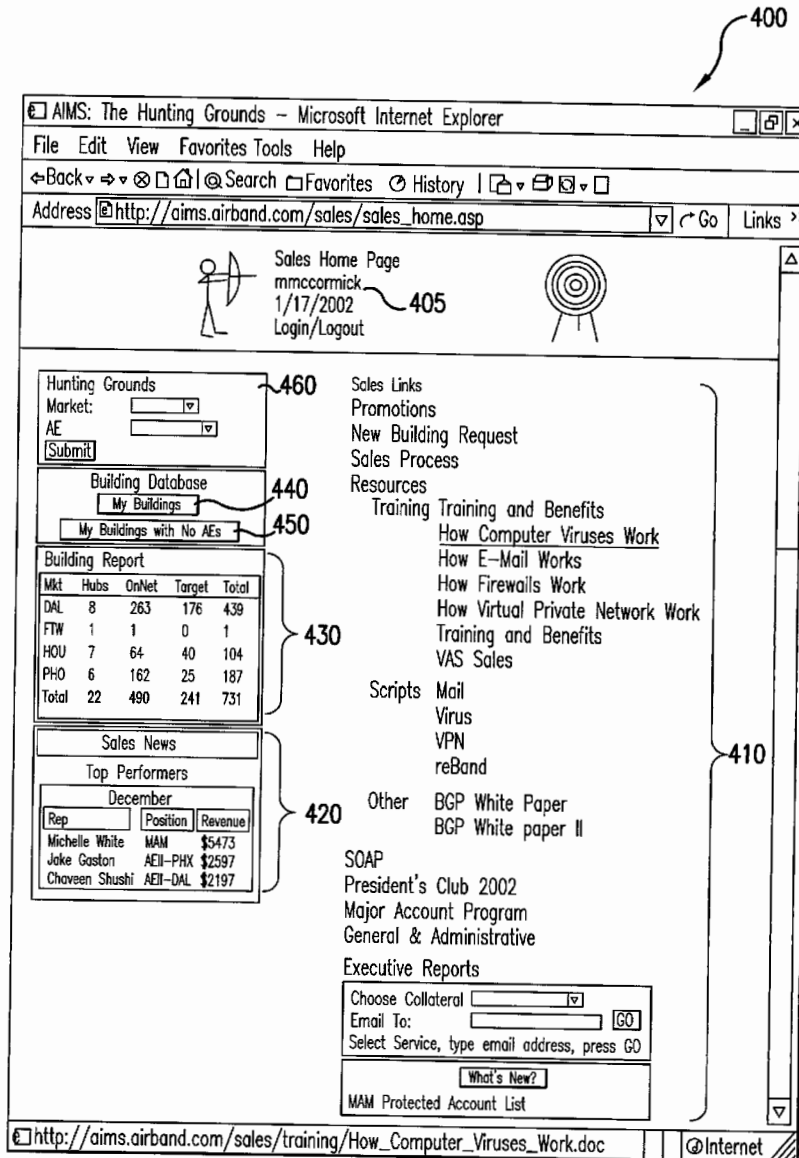 400
AIMS: The Hunting Grounds – Microsoft Internet Explorer
File Edit View Favorites Tools Help
Back Search Favorites History
Address http://aims.airband.com/sales/sales_home.asp Go Links
Sales Home Page
mmccormick
1/17/2002 405
Login/Logout
Hunting Grounds 460
Market:
AE
Submit
Building Database
My Buildings 440
My Buildings with No AEs 450
Building Report
Mkt Hubs OnNet Target Total
DAL 8 263 176 439
FTW 1 1 0 1
HOU 7 64 40 104
PHO 6 162 25 187
Total 22 490 241 731
430
Sales News
Top Performers
December
Rep Position Revenue
Michelle White MAM $5473
Jake Gaston AEII-PHX $2597
Chaveen Shushi AEII-DAL $2197
420
Sales Links
Promotions
New Building Request
Sales Process
Resources
Training Training and Benefits
How Computer Viruses Work
How E-Mail Works
How Firewails Work
How Virtual Private Network Work
Training and Benefits
VAS Sales
Scripts Mail
Virus
VPN
reBand
410
Other BGP White Paper
BGP White paper II
SOAP
President's Club 2002
Major Account Program
General & Administrative
Executive Reports
Choose Collateral
Email To: GO
Select Service, type email address, press GO
What's New?
MAM Protected Account List
http://aims.airband.com/sales/training/How_Computer_Viruses_Work.doc Internet